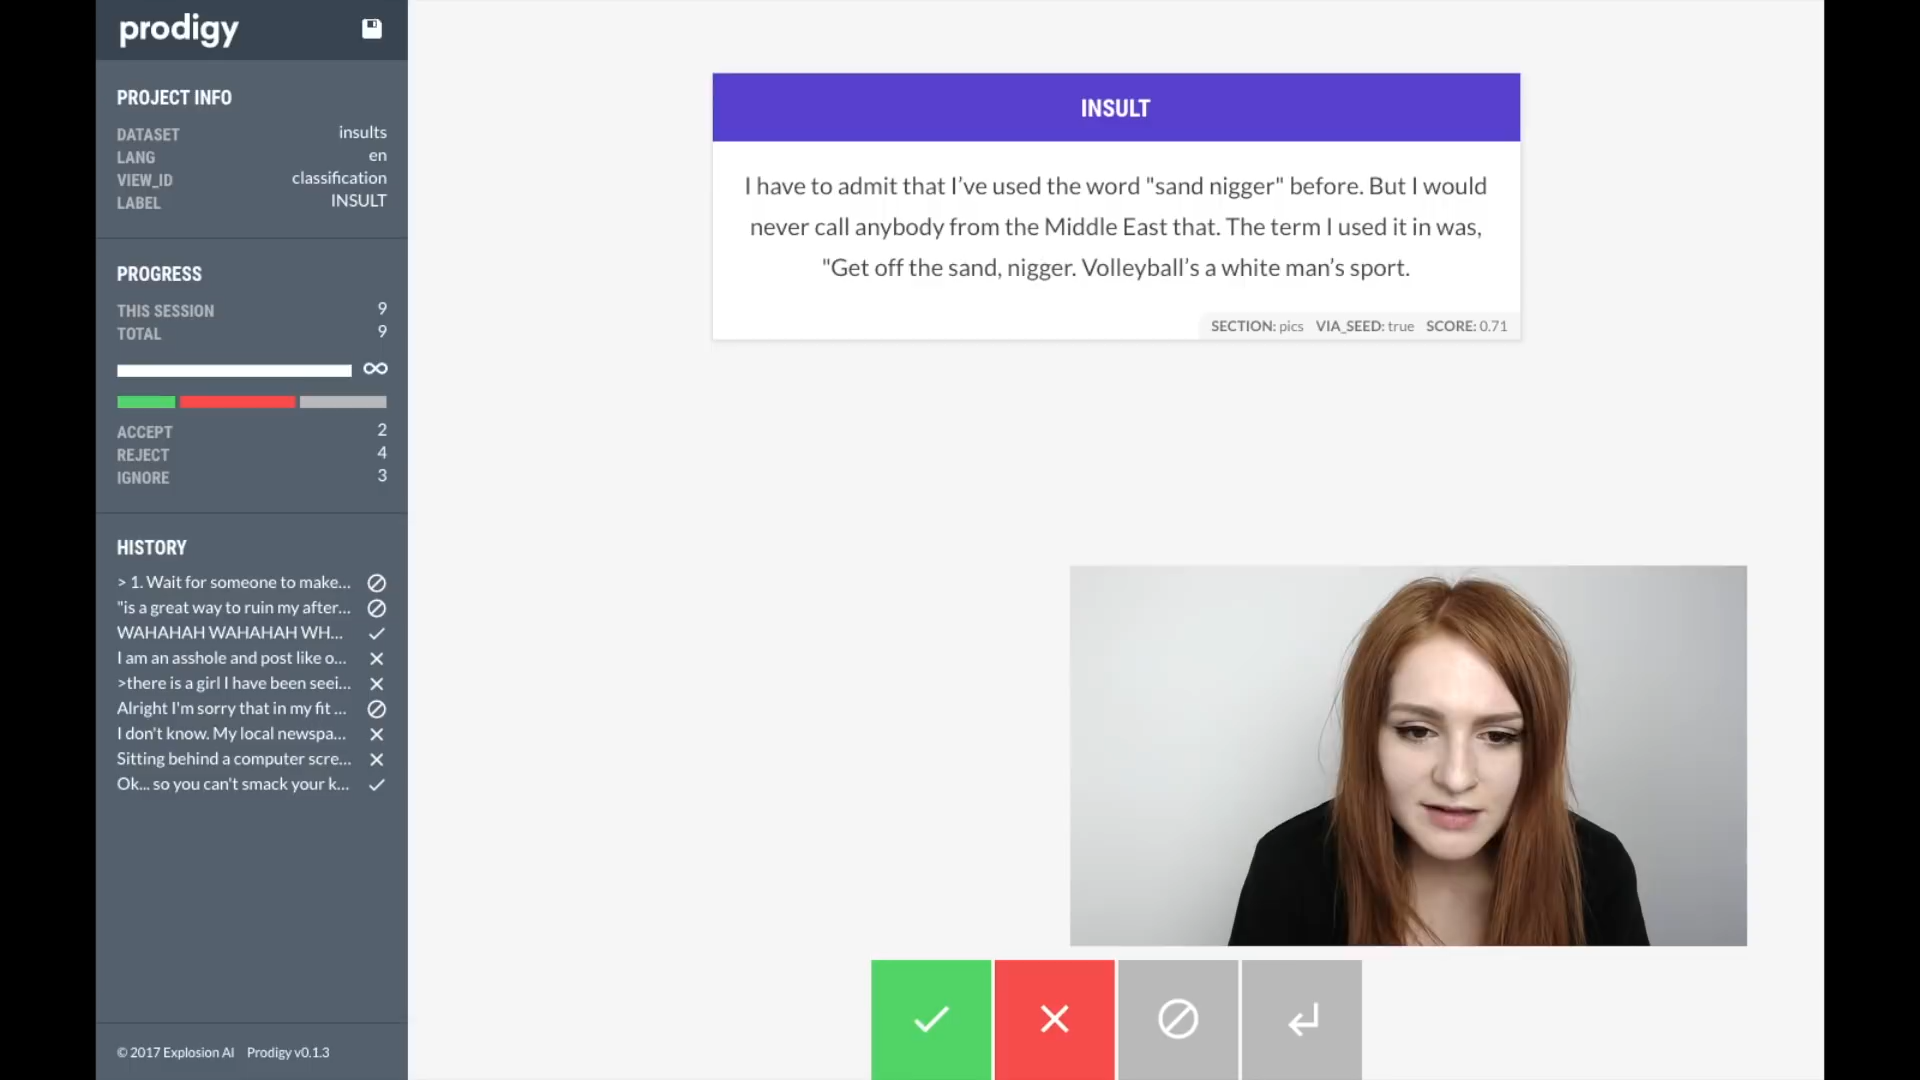 prodigy
PROJECT INFO
DATASET insults
LANG en
VIEW_ID classification
LABEL INSULT
PROGRESS
THIS SESSION 9
TOTAL 9
∞
ACCEPT 2
REJECT 4
IGNORE 3
HISTORY
> 1. Wait for someone to make...
"is a great way to ruin my after...
WAHAHAH WAHAHAH WH...
I am an asshole and post like o...
>there is a girl I have been seei...
Alright I'm sorry that in my fit ...
I don't know. My local newspa...
Sitting behind a computer scre...
Ok... so you can't smack your k...
© 2017 Explosion AI Prodigy v0.1.3
INSULT
I have to admit that I’ve used the word "sand nigger" before. But I would
never call anybody from the Middle East that. The term I used it in was,
"Get off the sand, nigger. Volleyball’s a white man’s sport.
SECTION: pics VIA_SEED: true SCORE: 0.71